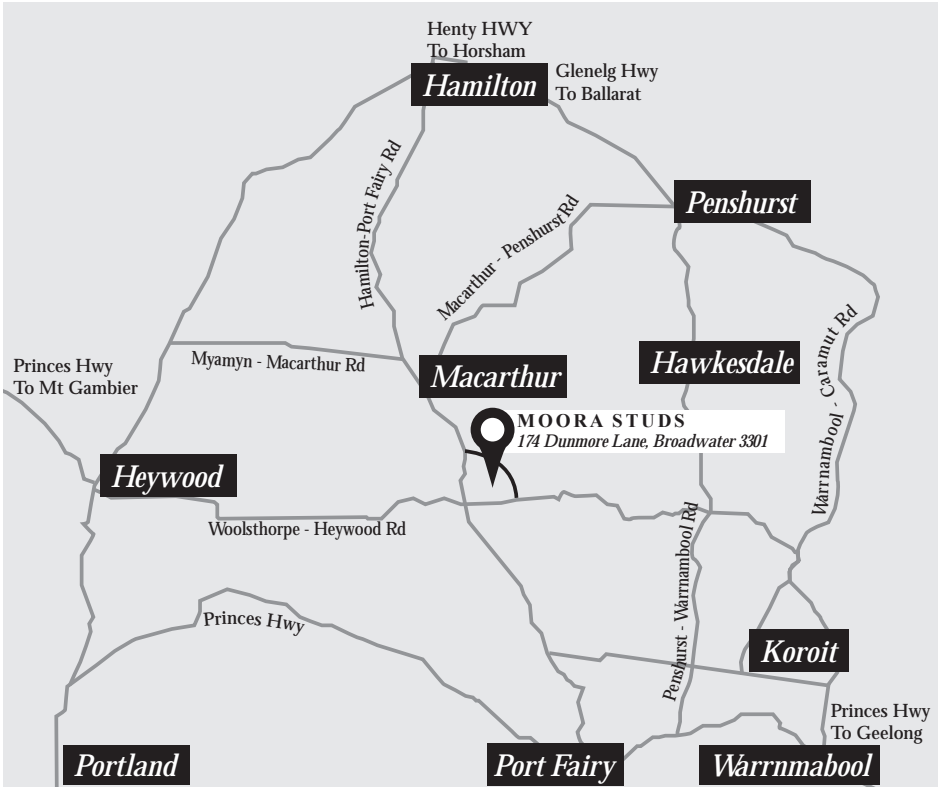 Henty HWY
To Horsham
Hamilton
Glenelg Hwy
To Ballarat
Hamilton-Port Fairy Rd
Penshurst
Macarthur - Penshurst Rd
Warrnambool - Caramut Rd
Myamyn - Macarthur Rd
Princes Hwy
To Mt Gambier
Macarthur
Hawkesdale
MOORA STUDS
174 Dunmore Lane, Broadwater 3301
Heywood
Woolsthorpe - Heywood Rd
Penshurst - Warrnambool Rd
Princes Hwy
Koroit
Princes Hwy
To Geelong
Portland
Port Fairy
Warrnmabool